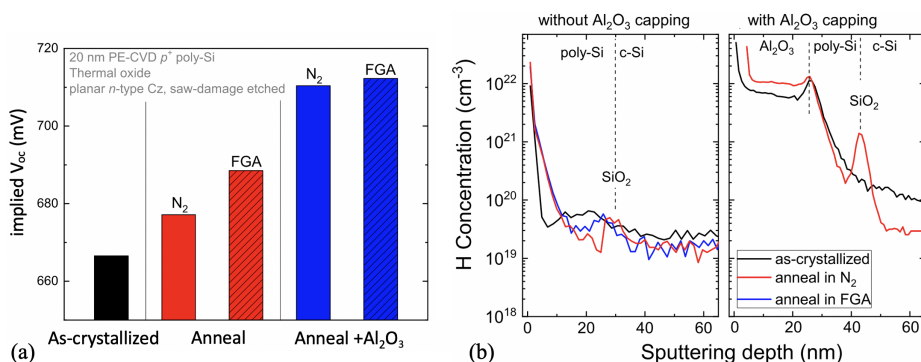 720
700
680
660
implied Voc (mV)
20 nm PE-CVD p⁺ poly-Si
Thermal oxide
planar n-type Cz, saw-damage etched
N₂
FGA
N₂
FGA
As-crystallized
Anneal
Anneal +Al₂O₃
(a)
(b)
without Al₂O₃ capping
with Al₂O₃ capping
H Concentration (cm⁻³)
10²²
10²¹
10²⁰
10¹⁹
10¹⁸
poly-Si
c-Si
SiO₂
Al₂O₃
poly-Si
c-Si
SiO₂
as-crystallized
anneal in N₂
anneal in FGA
0
20
40
60
0
20
40
60
Sputtering depth (nm)